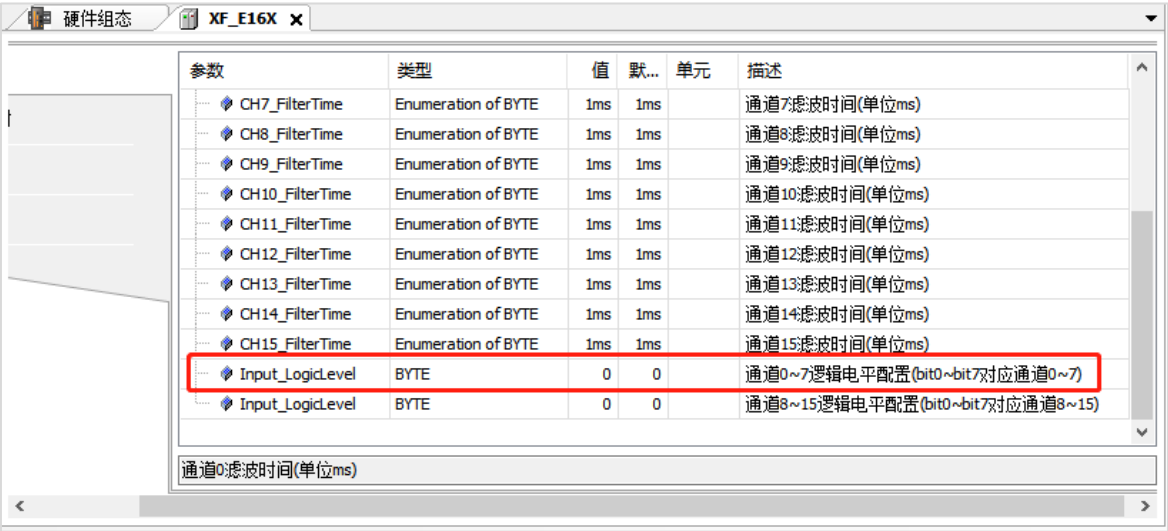 硬件组态 XF_E16X
参数 类型 值 默... 单元 描述
CH7_FilterTime Enumeration of BYTE 1ms 1ms 通道7滤波时间(单位ms)
CH8_FilterTime Enumeration of BYTE 1ms 1ms 通道8滤波时间(单位ms)
CH9_FilterTime Enumeration of BYTE 1ms 1ms 通道9滤波时间(单位ms)
CH10_FilterTime Enumeration of BYTE 1ms 1ms 通道10滤波时间(单位ms)
CH11_FilterTime Enumeration of BYTE 1ms 1ms 通道11滤波时间(单位ms)
CH12_FilterTime Enumeration of BYTE 1ms 1ms 通道12滤波时间(单位ms)
CH13_FilterTime Enumeration of BYTE 1ms 1ms 通道13滤波时间(单位ms)
CH14_FilterTime Enumeration of BYTE 1ms 1ms 通道14滤波时间(单位ms)
CH15_FilterTime Enumeration of BYTE 1ms 1ms 通道15滤波时间(单位ms)
Input_LogicLevel BYTE 0 0 通道0~7逻辑电平配置(bit0~bit7对应通道0~7)
Input_LogicLevel BYTE 0 0 通道8~15逻辑电平配置(bit0~bit7对应通道8~15)
通道0滤波时间(单位ms)